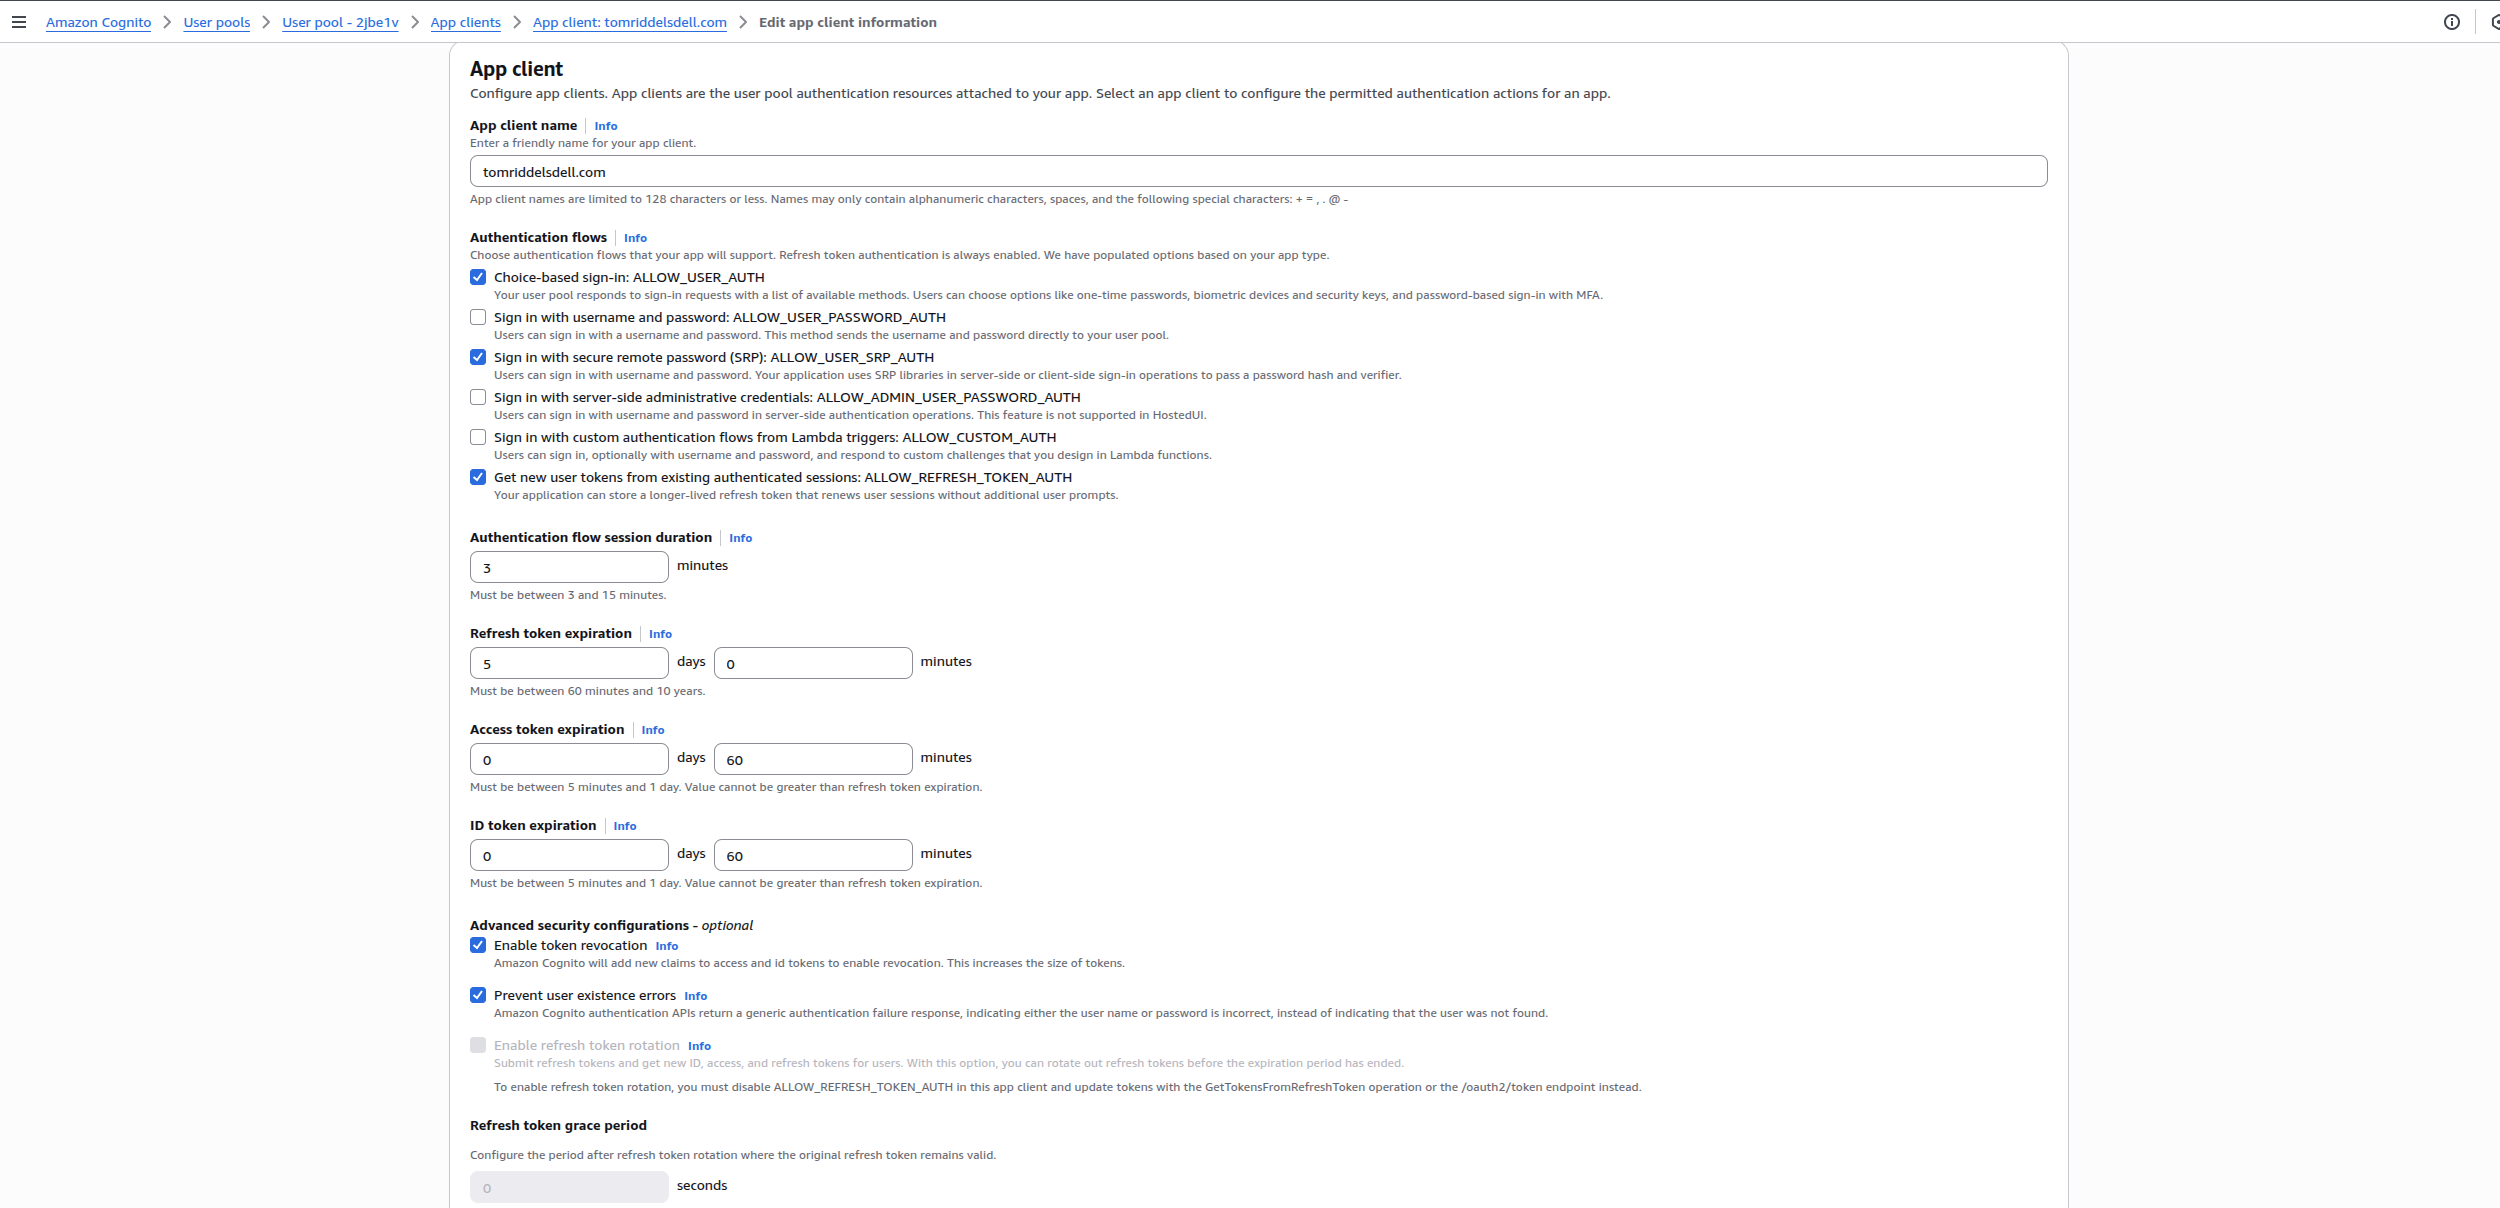 Amazon Cognito > User pools > User pool - 2jbe1v > App clients > App client: tomriddelsdell.com > Edit app client information
App client
Configure app clients. App clients are the user pool authentication resources attached to your app. Select an app client to configure the permitted authentication actions for an app.
App client name | Info
Enter a friendly name for your app client.
tomriddelsdell.com
App client names are limited to 128 characters or less. Names may only contain alphanumeric characters, spaces, and the following special characters: + = , . @ -
Authentication flows | Info
Choose authentication flows that your app will support. Refresh token authentication is always enabled. We have populated options based on your app type.
Choice-based sign-in: ALLOW_USER_AUTH
Your user pool responds to sign-in requests with a list of available methods. Users can choose options like one-time passwords, biometric devices and security keys, and password-based sign-in with MFA.
Sign in with username and password: ALLOW_USER_PASSWORD_AUTH
Users can sign in with a username and password. This method sends the username and password directly to your user pool.
Sign in with secure remote password (SRP): ALLOW_USER_SRP_AUTH
Users can sign in with username and password. Your application uses SRP libraries in server-side or client-side sign-in operations to pass a password hash and verifier.
Sign in with server-side administrative credentials: ALLOW_ADMIN_USER_PASSWORD_AUTH
Users can sign in with username and password in server-side authentication operations. This feature is not supported in HostedUI.
Sign in with custom authentication flows from Lambda triggers: ALLOW_CUSTOM_AUTH
Users can sign in, optionally with username and password, and respond to custom challenges that you design in Lambda functions.
Get new user tokens from existing authenticated sessions: ALLOW_REFRESH_TOKEN_AUTH
Your application can store a longer-lived refresh token that renews user sessions without additional user prompts.
Authentication flow session duration | Info
3 minutes
Must be between 3 and 15 minutes.
Refresh token expiration | Info
5 days 0 minutes
Must be between 60 minutes and 10 years.
Access token expiration | Info
0 days 60 minutes
Must be between 5 minutes and 1 day. Value cannot be greater than refresh token expiration.
ID token expiration | Info
0 days 60 minutes
Must be between 5 minutes and 1 day. Value cannot be greater than refresh token expiration.
Advanced security configurations - optional
Enable token revocation Info
Amazon Cognito will add new claims to access and id tokens to enable revocation. This increases the size of tokens.
Prevent user existence errors Info
Amazon Cognito authentication APIs return a generic authentication failure response, indicating either the user name or password is incorrect, instead of indicating that the user was not found.
Enable refresh token rotation Info
Submit refresh tokens and get new ID, access, and refresh tokens for users. With this option, you can rotate out refresh tokens before the expiration period has ended.
To enable refresh token rotation, you must disable ALLOW_REFRESH_TOKEN_AUTH in this app client and update tokens with the GetTokensFromRefreshToken operation or the /oauth2/token endpoint instead.
Refresh token grace period
Configure the period after refresh token rotation where the original refresh token remains valid.
0 seconds